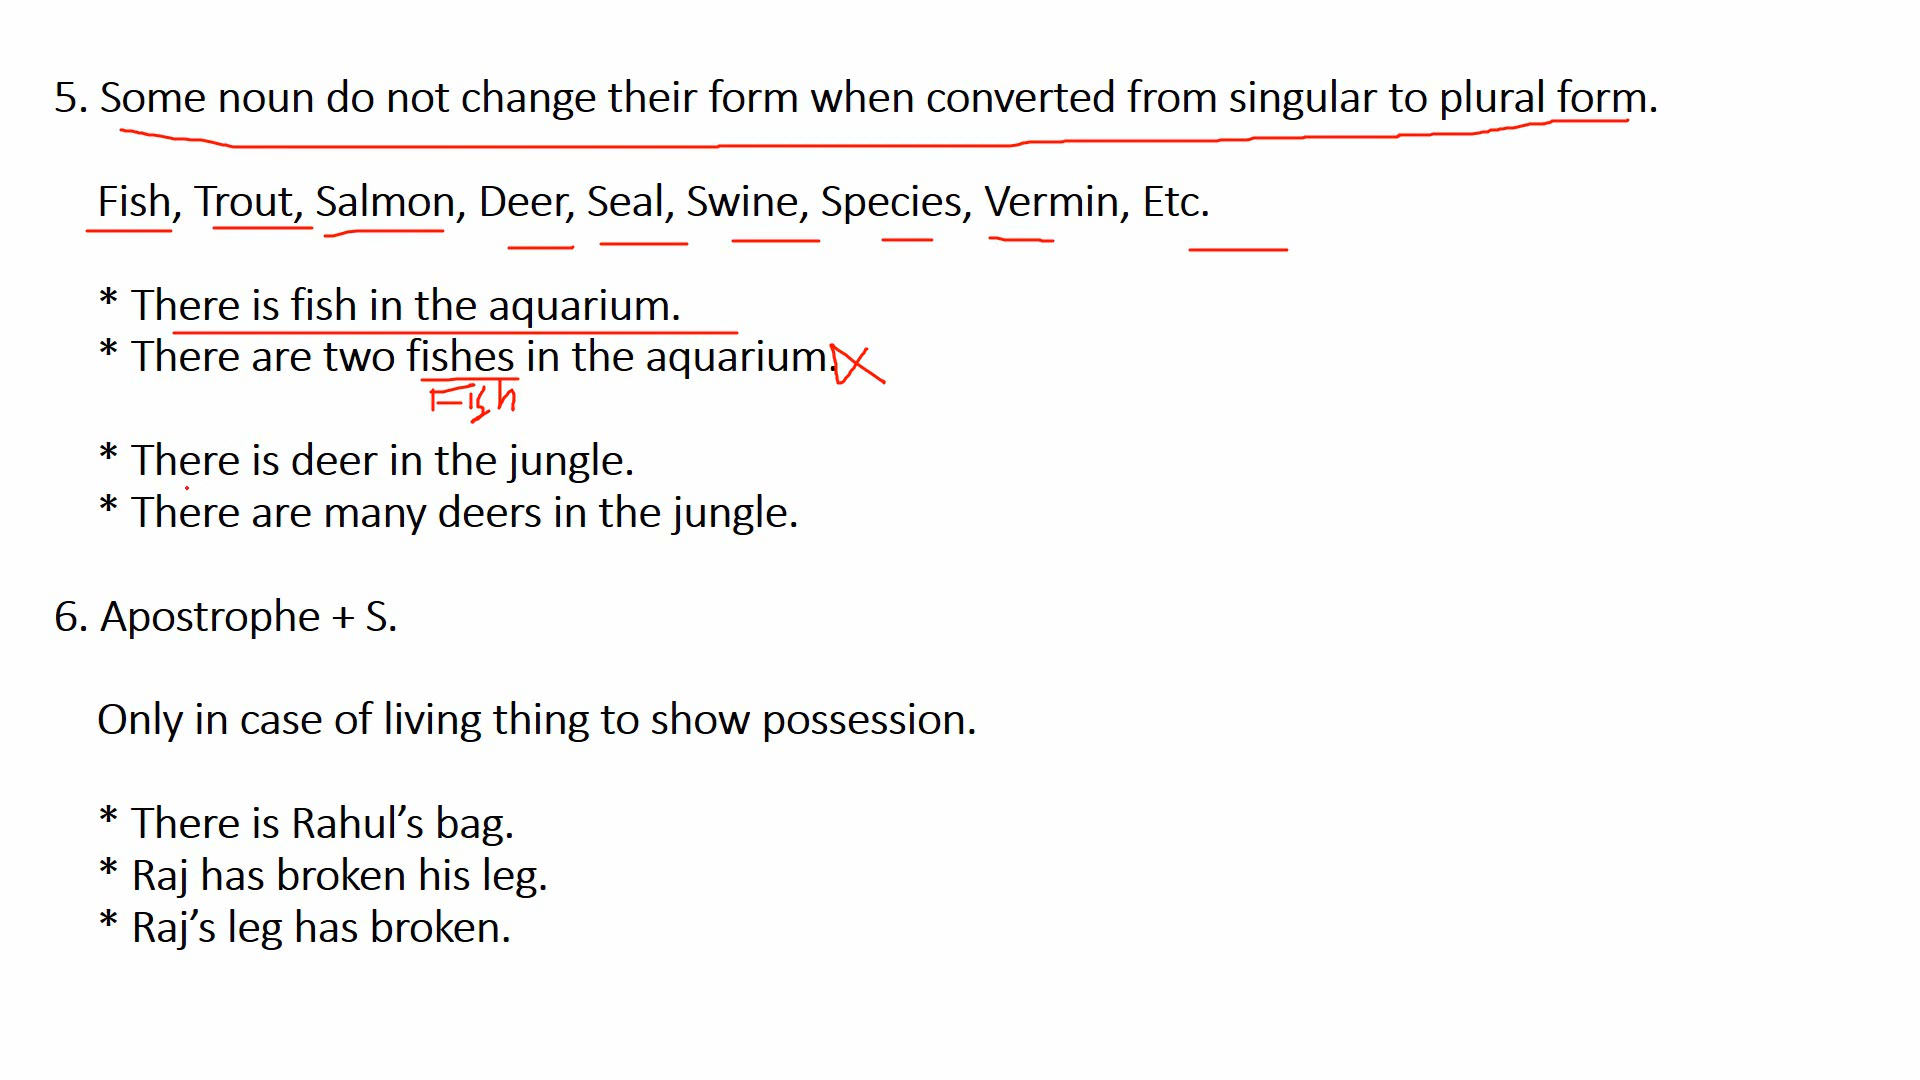 5. Some noun do not change their form when converted from singular to plural form.
Fish, Trout, Salmon, Deer, Seal, Swine, Species, Vermin, Etc.
* There is fish in the aquarium.
* There are two fishes in the aquarium.
Fish
* There is deer in the jungle.
* There are many deers in the jungle.
6. Apostrophe + S.
Only in case of living thing to show possession.
* There is Rahul’s bag.
* Raj has broken his leg.
* Raj’s leg has broken.